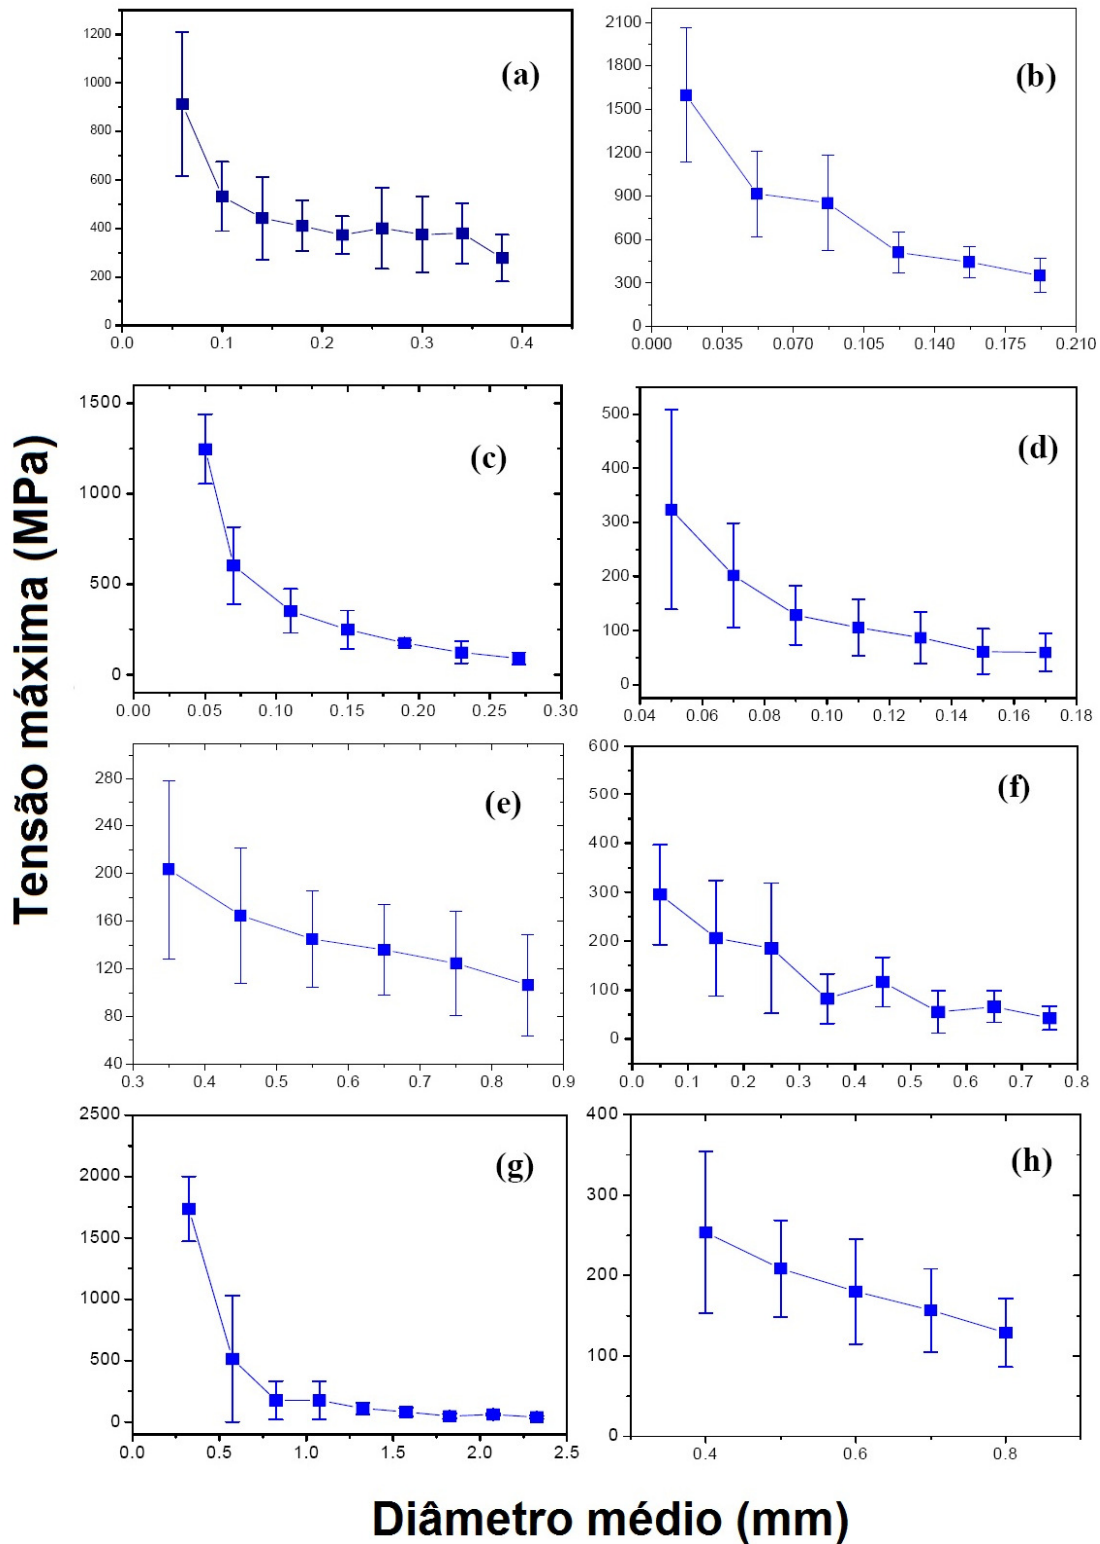 Tensão máxima (MPa)
(a)
1200
1000
800
600
400
200
0
0.0 0.1 0.2 0.3 0.4
(b)
2100
1800
1500
1200
900
600
300
0
0.000 0.035 0.070 0.105 0.140 0.175 0.210
(c)
1500
1000
500
0
0.00 0.05 0.10 0.15 0.20 0.25 0.30
(d)
500
400
300
200
100
0
0.04 0.06 0.08 0.10 0.12 0.14 0.16 0.18
(e)
280
240
200
160
120
80
40
0.3 0.4 0.5 0.6 0.7 0.8 0.9
(f)
600
500
400
300
200
100
0
0.0 0.1 0.2 0.3 0.4 0.5 0.6 0.7 0.8
(g)
2500
2000
1500
1000
500
0
0.0 0.5 1.0 1.5 2.0 2.5
(h)
400
300
200
100
0
0.4 0.6 0.8
Diâmetro médio (mm)